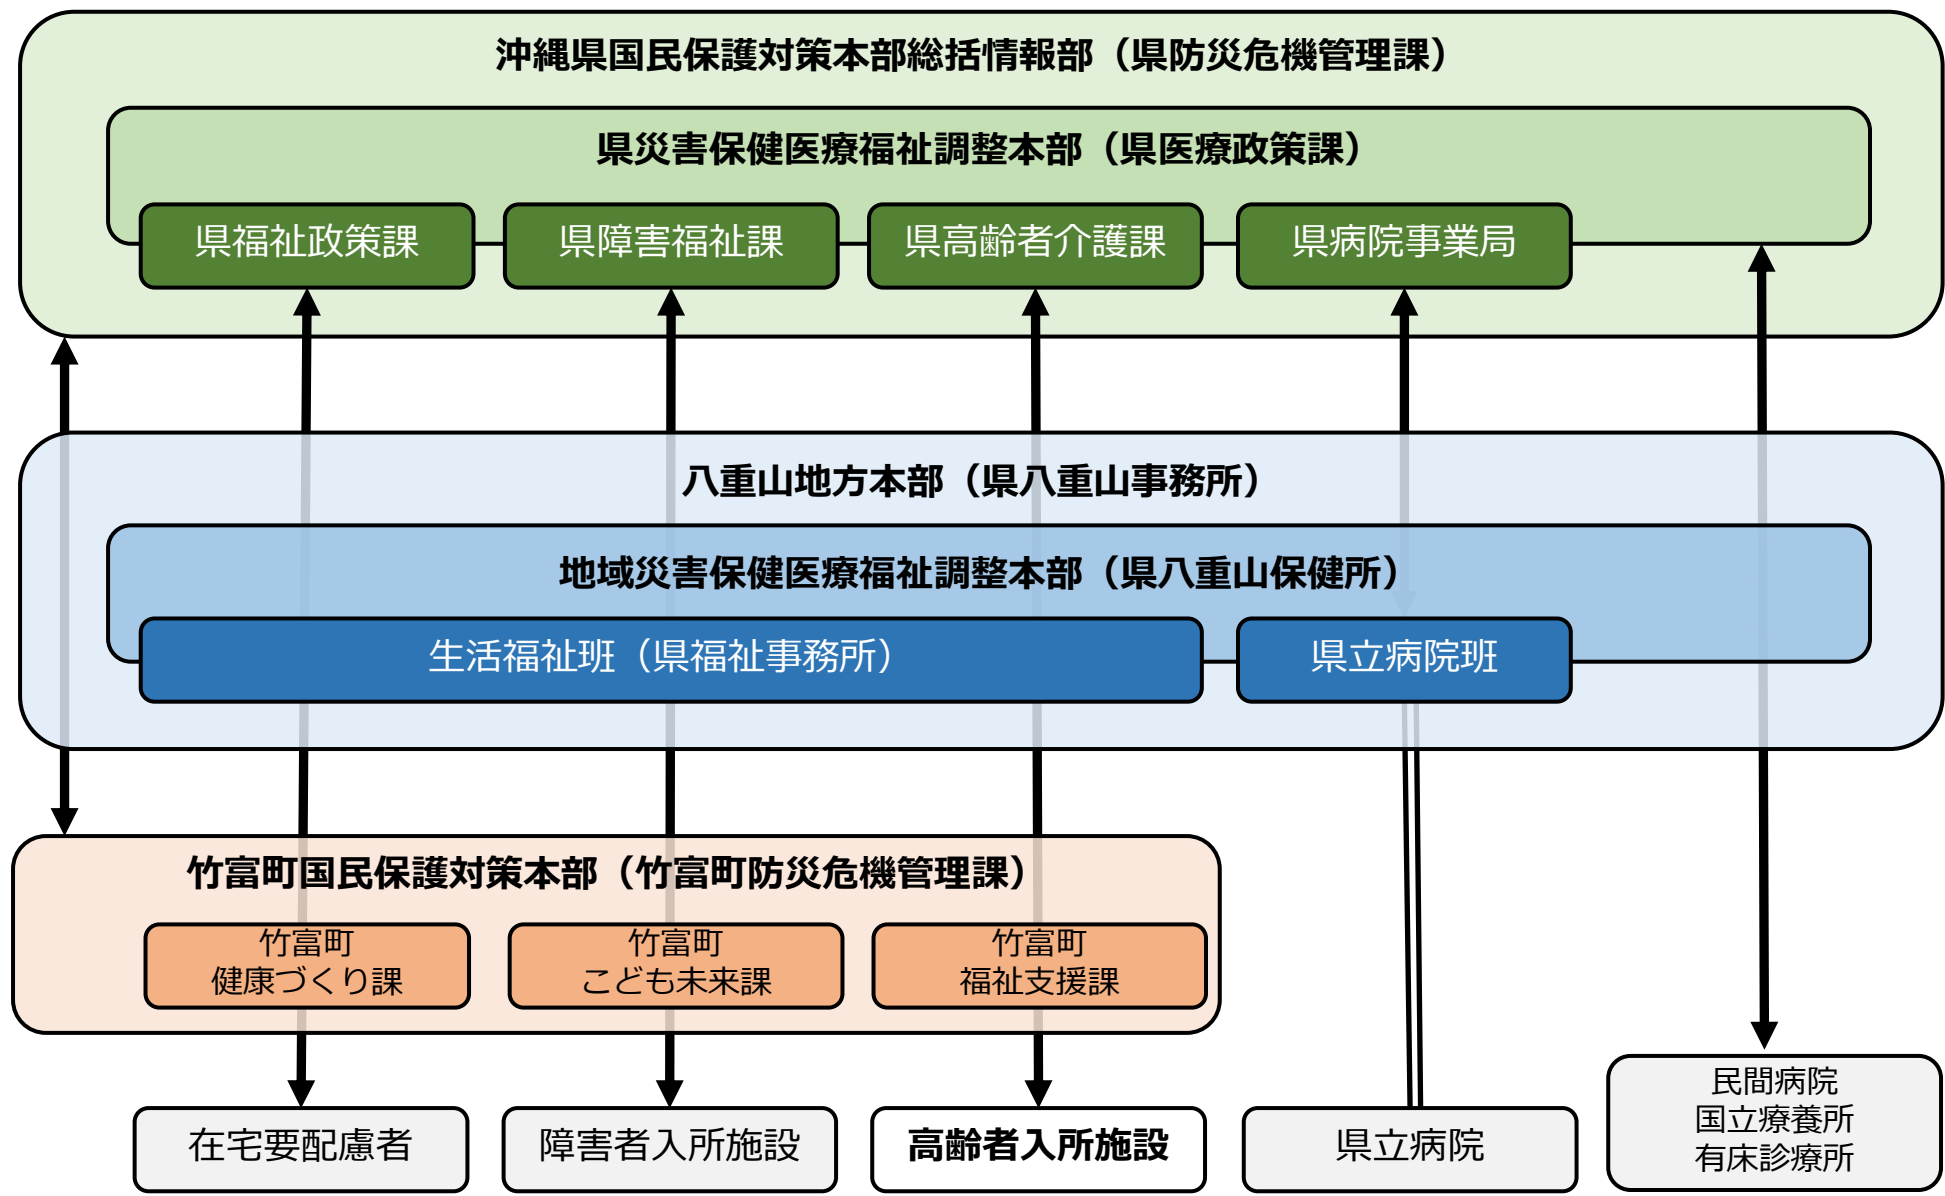 沖縄県国民保護対策本部総括情報部（県防災危機管理課）
県災害保健医療福祉調整本部（県医療政策課）
県福祉政策課
県障害福祉課
県高齢者介護課
県病院事業局
八重山地方本部（県八重山事務所）
地域災害保健医療福祉調整本部（県八重山保健所）
生活福祉班（県福祉事務所）
県立病院班
竹富町国民保護対策本部（竹富町防災危機管理課）
竹富町
健康づくり課
竹富町
こども未来課
竹富町
福祉支援課
在宅要配慮者
障害者入所施設
高齢者入所施設
県立病院
民間病院
国立療養所
有床診療所